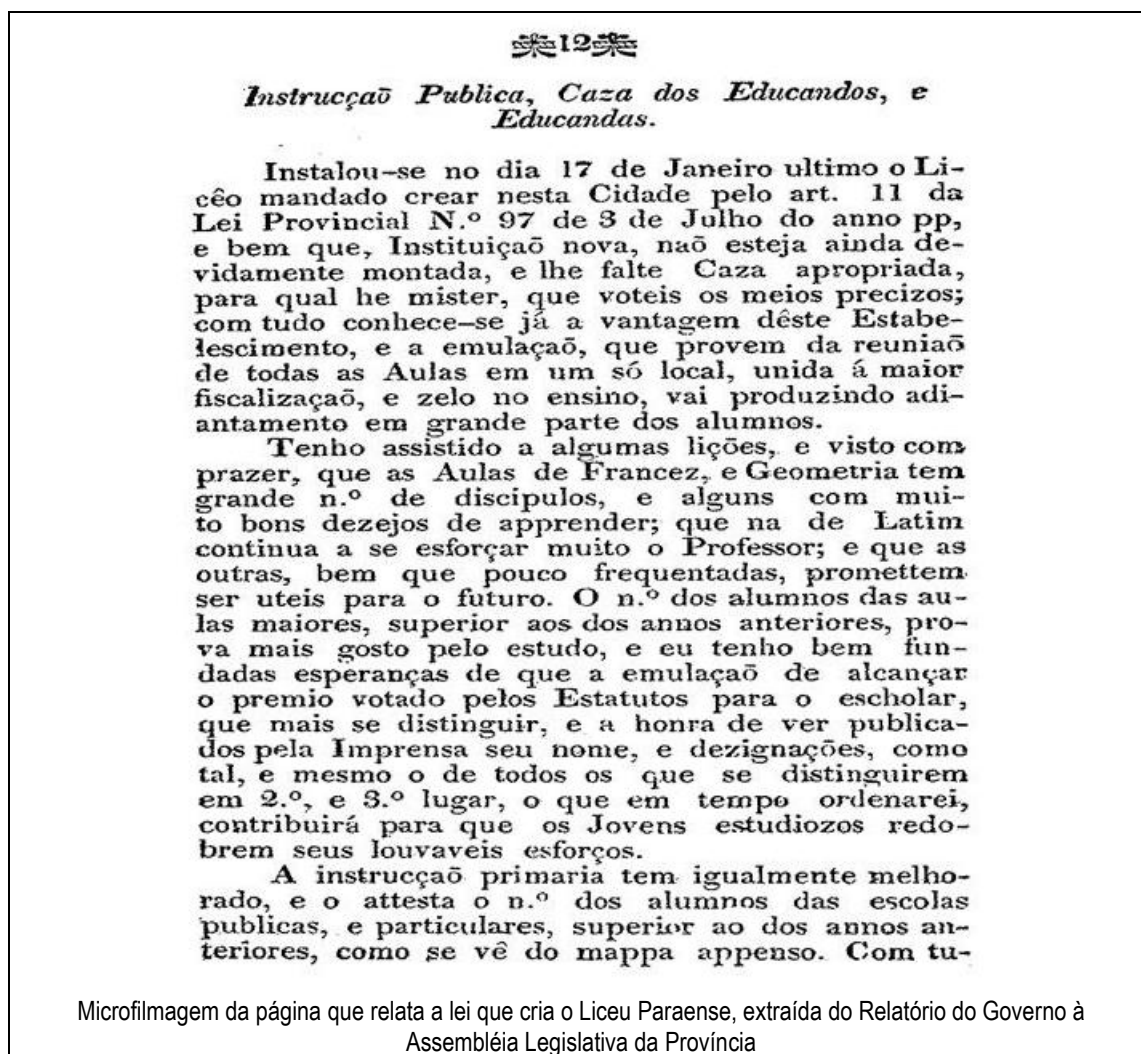 12
Instrucçaõ Publica, Caza dos Educandos, e
Educandas.
Instalou-se no dia 17 de Janeiro ultimo o Li-
cêo mandado crear nesta Cidade pelo art. 11 da
Lei Provincial N.º 97 de 3 de Julho do anno pp,
e bem que, Instituiçaõ nova, naõ esteja ainda de-
vidamente montada, e lhe falte Caza apropriada,
para qual he mister, que voteis os meios precizos;
com tudo conhece-se já a vantagem dêste Estabe-
lescimento, e a emulaçaõ, que provem da reuniaõ
de todas as Aulas em um só local, unida á maior
fiscalizaçaõ, e zelo no ensino, vai produzindo adi-
antamento em grande parte dos alumnos.
Tenho assistido a algumas lições, e visto com
prazer, que as Aulas de Francez, e Geometria tem
grande n.º de discipulos, e alguns com mui-
to bons dezejos de apprender; que na de Latim
continua a se esforçar muito o Professor; e que as
outras, bem que pouco frequentadas, promettem
ser uteis para o futuro. O n.º dos alumnos das au-
las maiores, superior aos dos annos anteriores, pro-
va mais gosto pelo estudo, e eu tenho bem fun-
dadas esperanças de que a emulaçaõ de alcançar
o premio votado pelos Estatutos para o escholar,
que mais se distinguir, e a honra de ver publica-
dos pela Imprensa seu nome, e dezignações, como
tal, e mesmo o de todos os que se distinguirem
em 2.º, e 3.º lugar, o que em tempo ordenarei,
contribuirá para que os Jovens estudiozos redo-
brem seus louvaveis esforços.
A instrucçaõ primaria tem igualmente melho-
rado, e o attesta o n.º dos alumnos das escolas
publicas, e particulares, superior ao dos annos an-
teriores, como se vê do mappa appenso. Com tu-
Microfilmagem da página que relata a lei que cria o Liceu Paraense, extraída do Relatório do Governo à
Assembléia Legislativa da Província